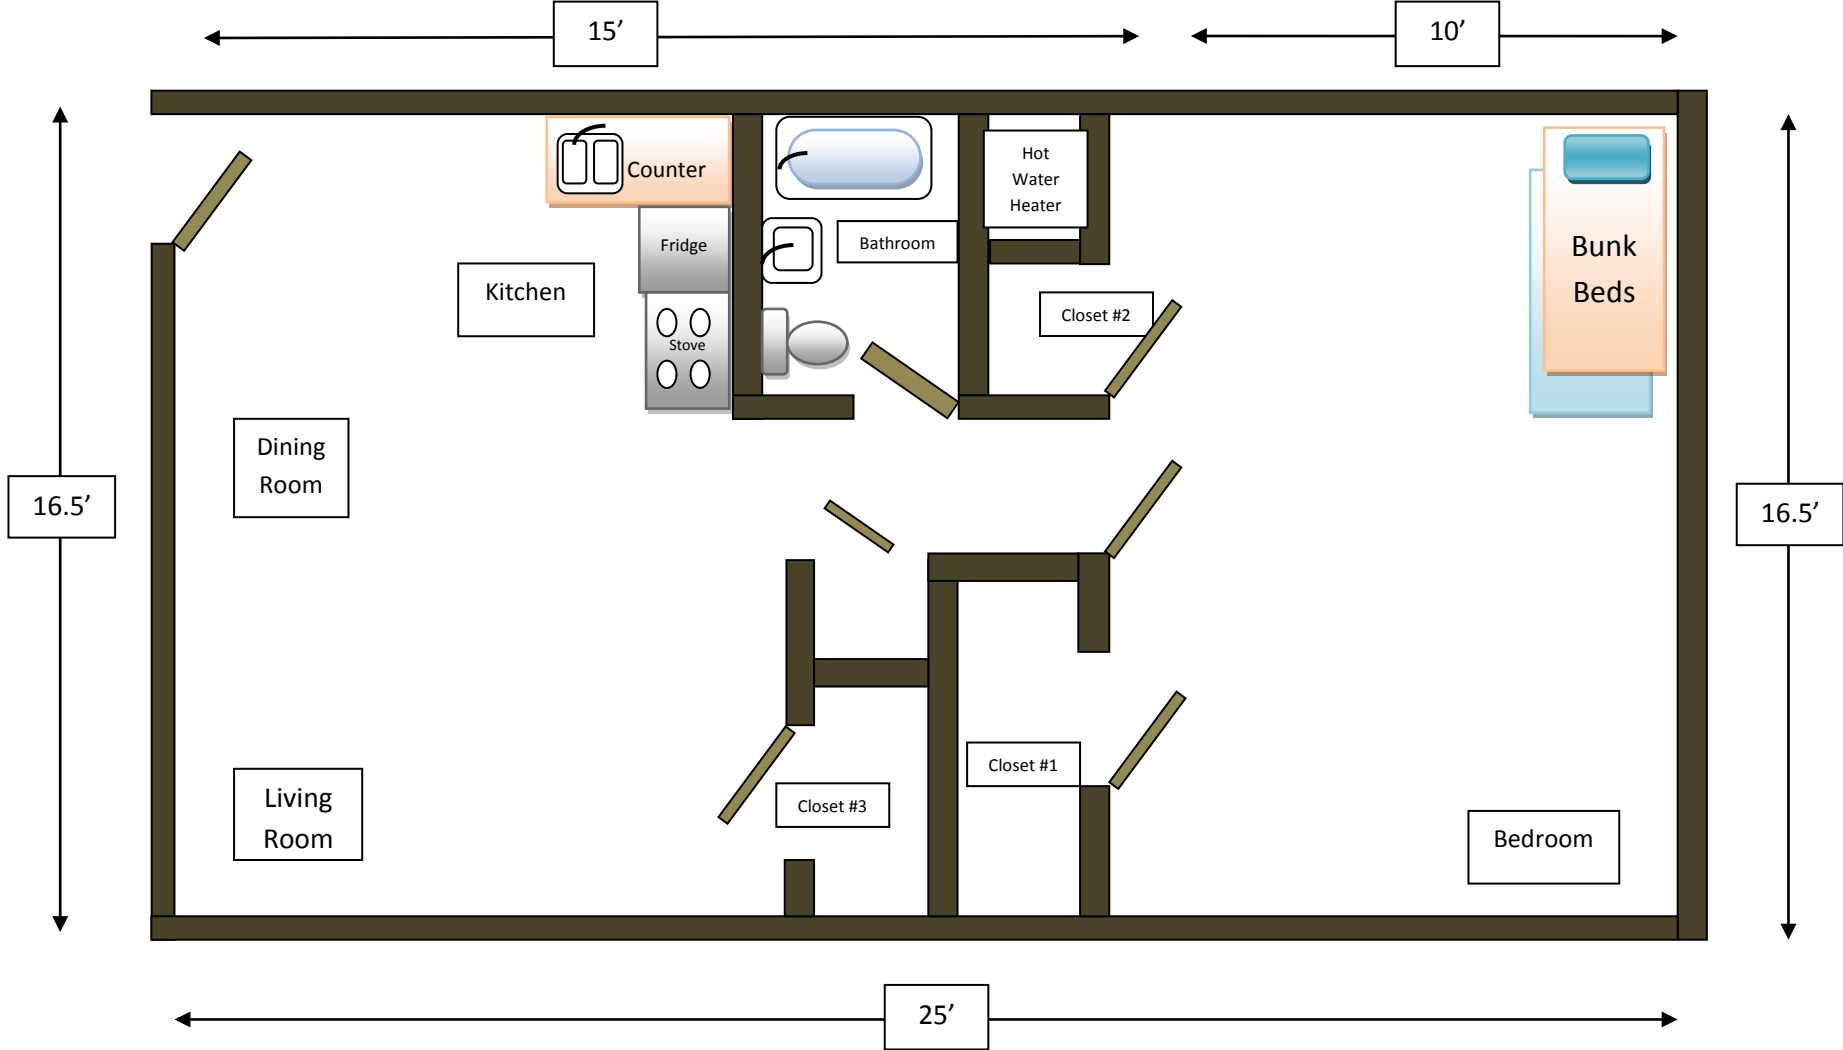 15’
10’
Counter
Hot
Water
Heater
Fridge
Bathroom
Bunk
Beds
Kitchen
Closet #2
Stove
Dining
Room
16.5’
16.5’
Closet #1
Living
Room
Closet #3
Bedroom
25’